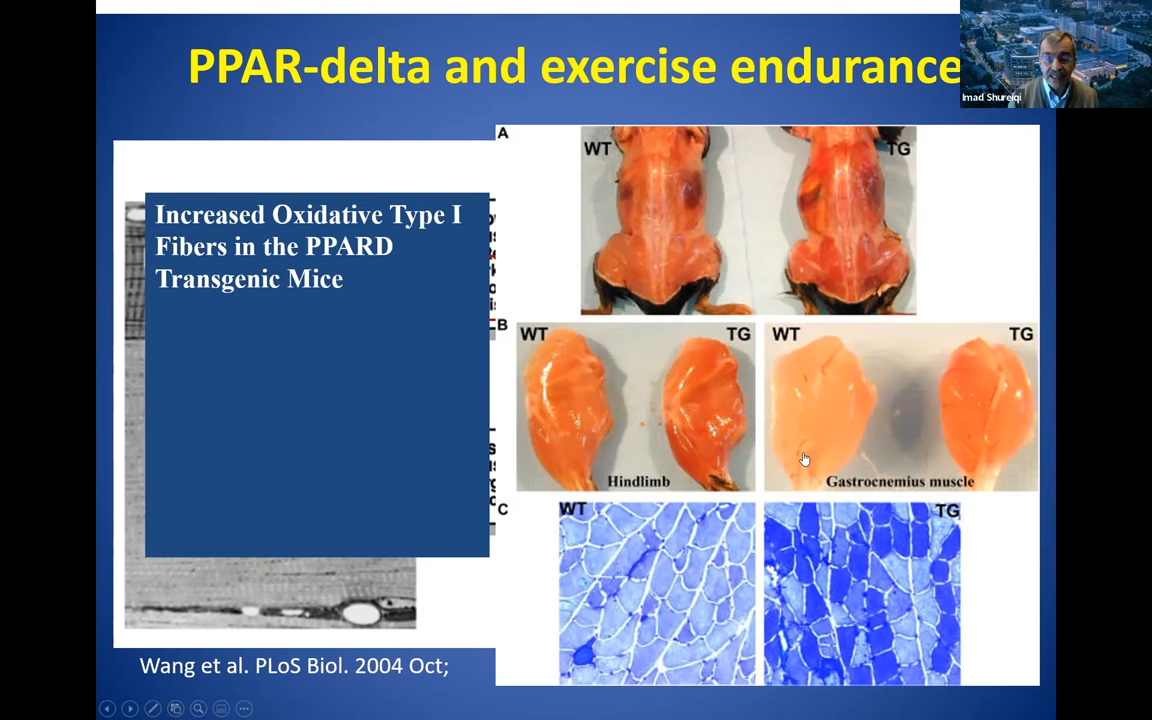 PPAR-delta and exercise endurance
Imad Shureiqi
Increased Oxidative Type I
Fibers in the PPARD
Transgenic Mice
A
WT
TG
B
WT
TG
WT
TG
Hindlimb
Gastrocnemius muscle
C
WT
TG
Wang et al. PLoS Biol. 2004 Oct;